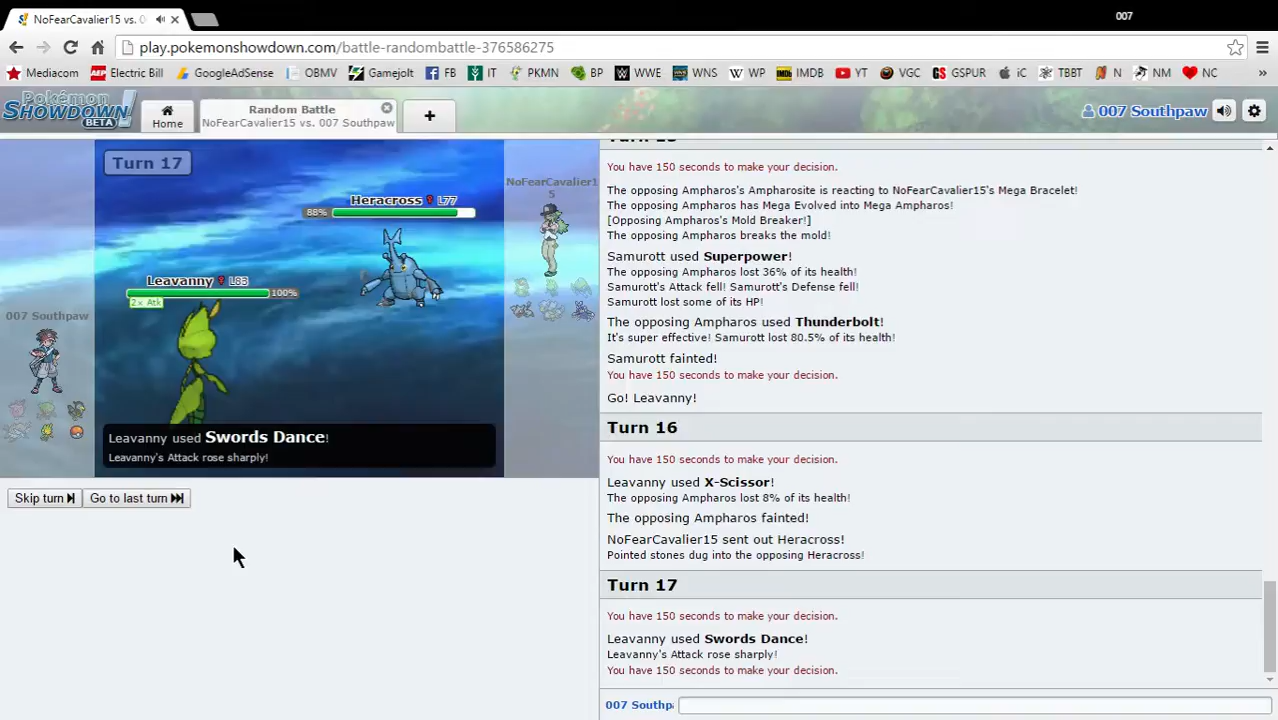 007
NoFearCavalier15 vs. 0
play.pokemonshowdown.com/battle-randombattle-376586275
Mediacom
AEP Electric Bill
GoogleAdSense
OBMV
Gamejolt
FB
IT
PKMN
BP
WWE
WNS
W WP
IMDb IMDB
YT
VGC
GS GSPUR
iC
TBBT
N
NM
NC
»
Pokémon
SHOWDOWN
BETA
Home
Random Battle
NoFearCavalier15 vs. 007 Southpaw
+
007 Southpaw
Turn 17
Heracross L77
88%
Leavanny L83
100%
2x Atk
007 Southpaw
NoFearCavalier1
5
Leavanny used Swords Dance!
Leavanny's Attack rose sharply!
Skip turn
Go to last turn
You have 150 seconds to make your decision.
The opposing Ampharos's Ampharosite is reacting to NoFearCavalier15's Mega Bracelet!
The opposing Ampharos has Mega Evolved into Mega Ampharos!
[Opposing Ampharos's Mold Breaker!]
The opposing Ampharos breaks the mold!
Samurott used Superpower!
The opposing Ampharos lost 36% of its health!
Samurott's Attack fell! Samurott's Defense fell!
Samurott lost some of its HP!
The opposing Ampharos used Thunderbolt!
It's super effective! Samurott lost 80.5% of its health!
Samurott fainted!
You have 150 seconds to make your decision.
Go! Leavanny!
Turn 16
You have 150 seconds to make your decision.
Leavanny used X-Scissor!
The opposing Ampharos lost 8% of its health!
The opposing Ampharos fainted!
NoFearCavalier15 sent out Heracross!
Pointed stones dug into the opposing Heracross!
Turn 17
You have 150 seconds to make your decision.
Leavanny used Swords Dance!
Leavanny's Attack rose sharply!
You have 150 seconds to make your decision.
007 Southp